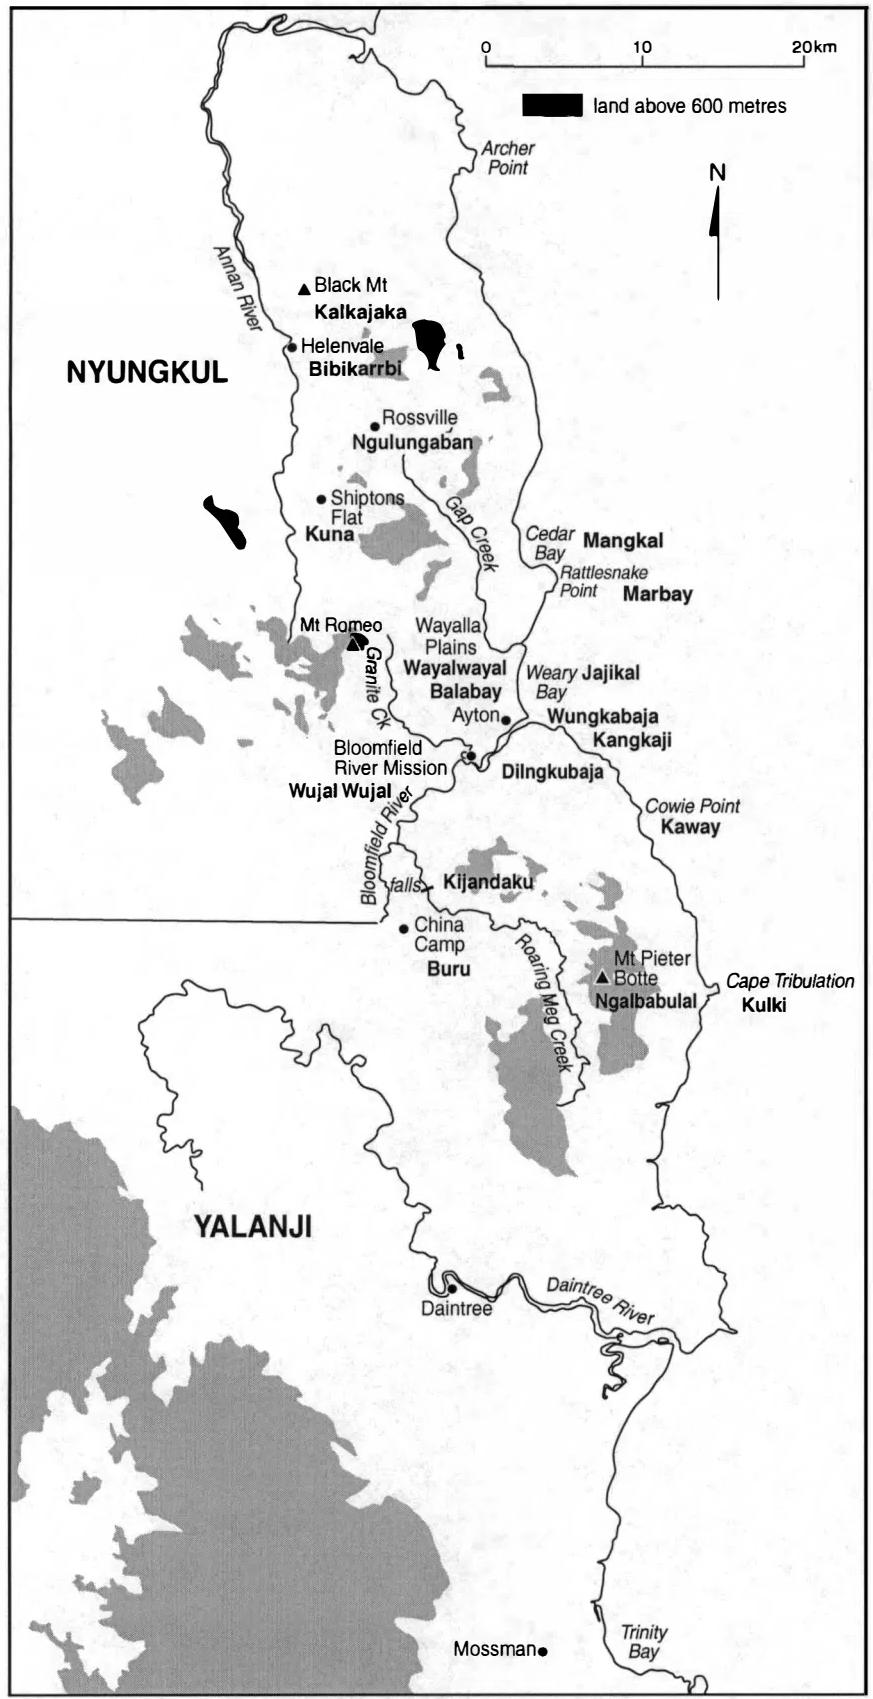 0 10 20km
land above 600 metres
Archer
Point
N
Annan River
Black Mt
Kalkajaka
Helenvale
Bibikarrbi
NYUNGKUL
Rossville
Ngulungaban
Shiptons
Flat
Kuna
Gap Creek
Cedar
Bay
Mangkal
Rattlesnake
Point
Marbay
Mt Romeo
Granite Ck
Wayalla
Plains
Wayalwayal
Balabay
Weary
Bay
Jajikal
Ayton
Wungkabaja
Kangkaji
Bloomfield
River Mission
Wujal Wujal
Dilngkubaja
Bloomfield River
Cowie Point
Kaway
falls
Kijandaku
China
Camp
Buru
Roaring Meg Creek
Mt Pieter
Botte
Ngalbabulal
Cape Tribulation
Kulki
YALANJI
Daintree
Daintree River
Mossman
Trinity
Bay